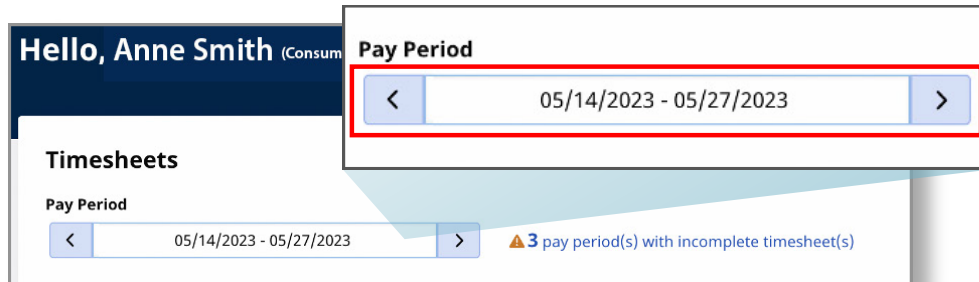 Hello, Anne Smith (Consum
Pay Period
05/14/2023 - 05/27/2023
Timesheets
Pay Period
05/14/2023 - 05/27/2023
3 pay period(s) with incomplete timesheet(s)